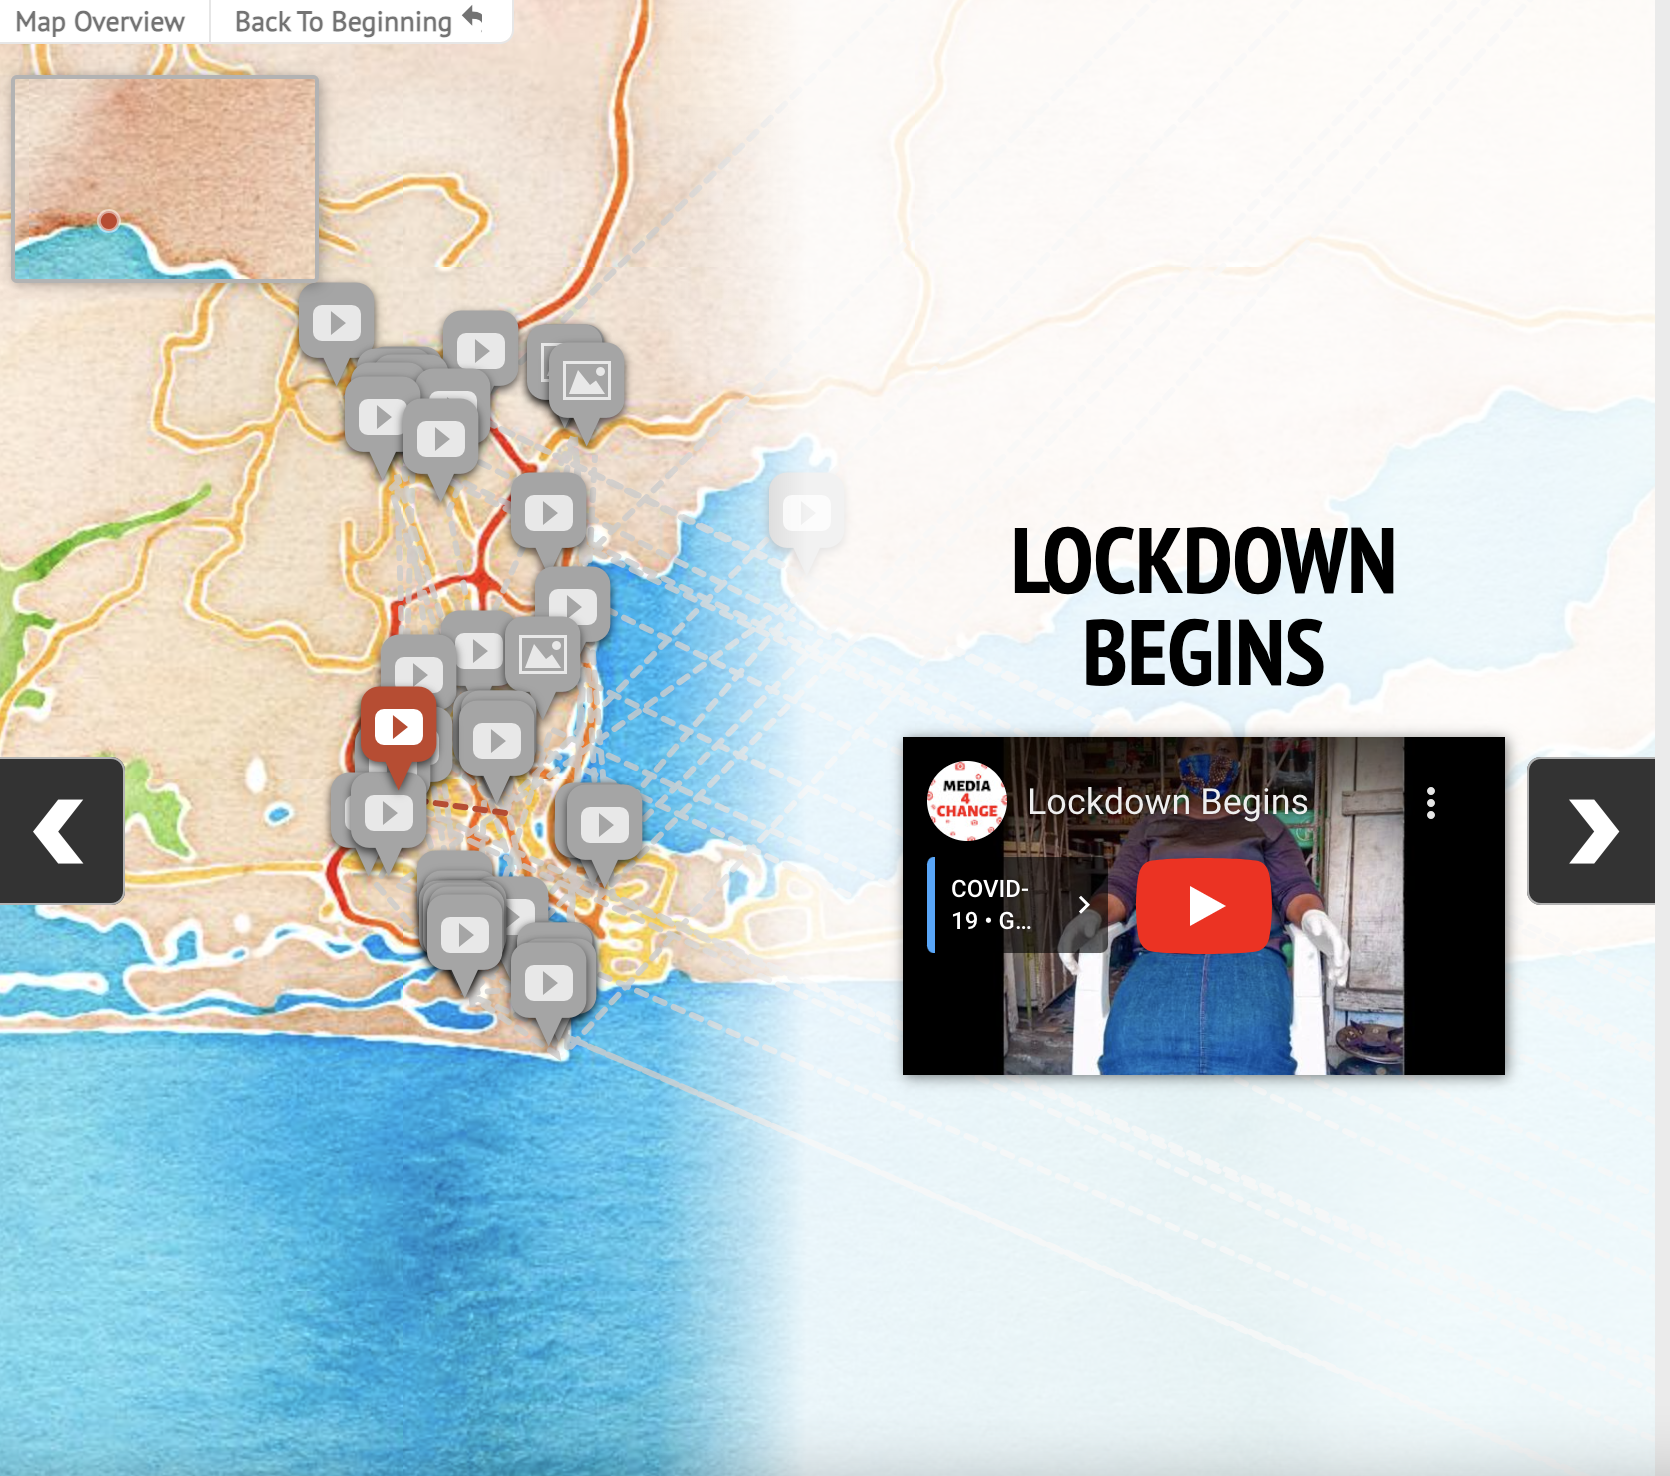 Map Overview
Back To Beginning
LOCKDOWN
BEGINS
MEDIA
4
CHANGE
Lockdown Begins
COVID-
19 • G...